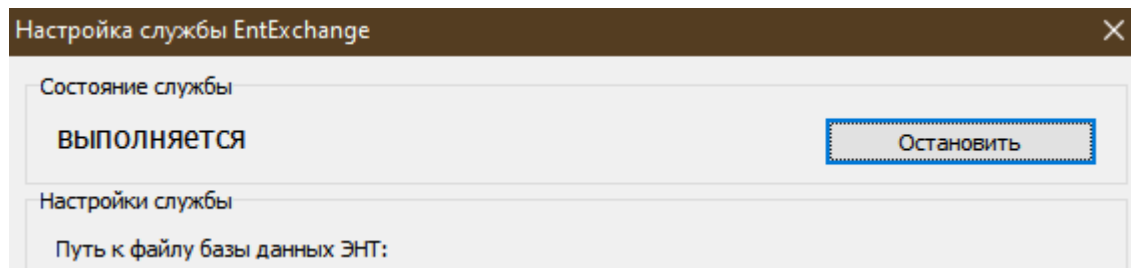 Настройка службы EntExchange
Состояние службы
выполняется
Остановить
Настройки службы
Путь к файлу базы данных ЭНТ: